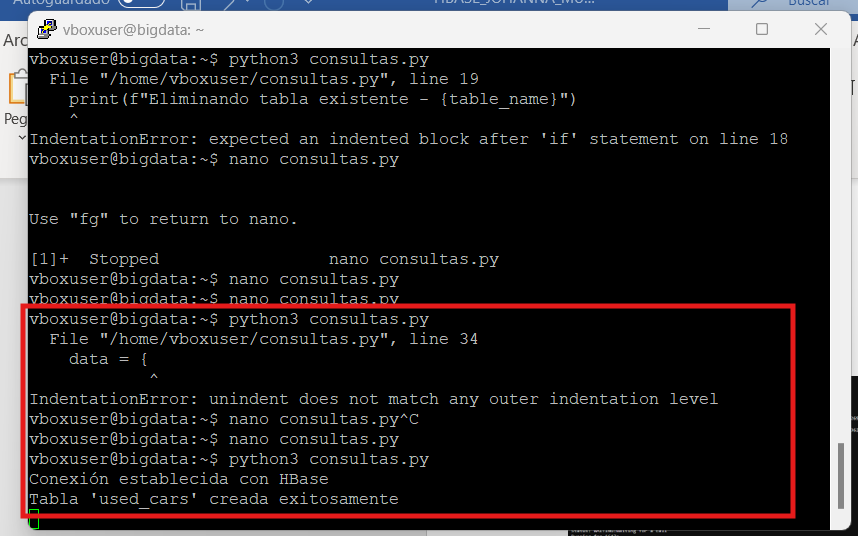 Autoguardado
HBASE_JOHANNA_MU...
Buscar
vboxuser@bigdata: ~
Arc
Peg
vboxuser@bigdata:~$ python3 consultas.py
  File "/home/vboxuser/consultas.py", line 19
    print(f"Eliminando tabla existente - {table_name}")
    ^
IndentationError: expected an indented block after 'if' statement on line 18
vboxuser@bigdata:~$ nano consultas.py
Use "fg" to return to nano.
[1]+  Stopped                 nano consultas.py
vboxuser@bigdata:~$ nano consultas.py
vboxuser@bigdata:~$ nano consultas.py
vboxuser@bigdata:~$ python3 consultas.py
  File "/home/vboxuser/consultas.py", line 34
    data = {
            ^
IndentationError: unindent does not match any outer indentation level
vboxuser@bigdata:~$ nano consultas.py^C
vboxuser@bigdata:~$ nano consultas.py
vboxuser@bigdata:~$ python3 consultas.py
Conexión establecida con HBase
Tabla 'used_cars' creada exitosamente